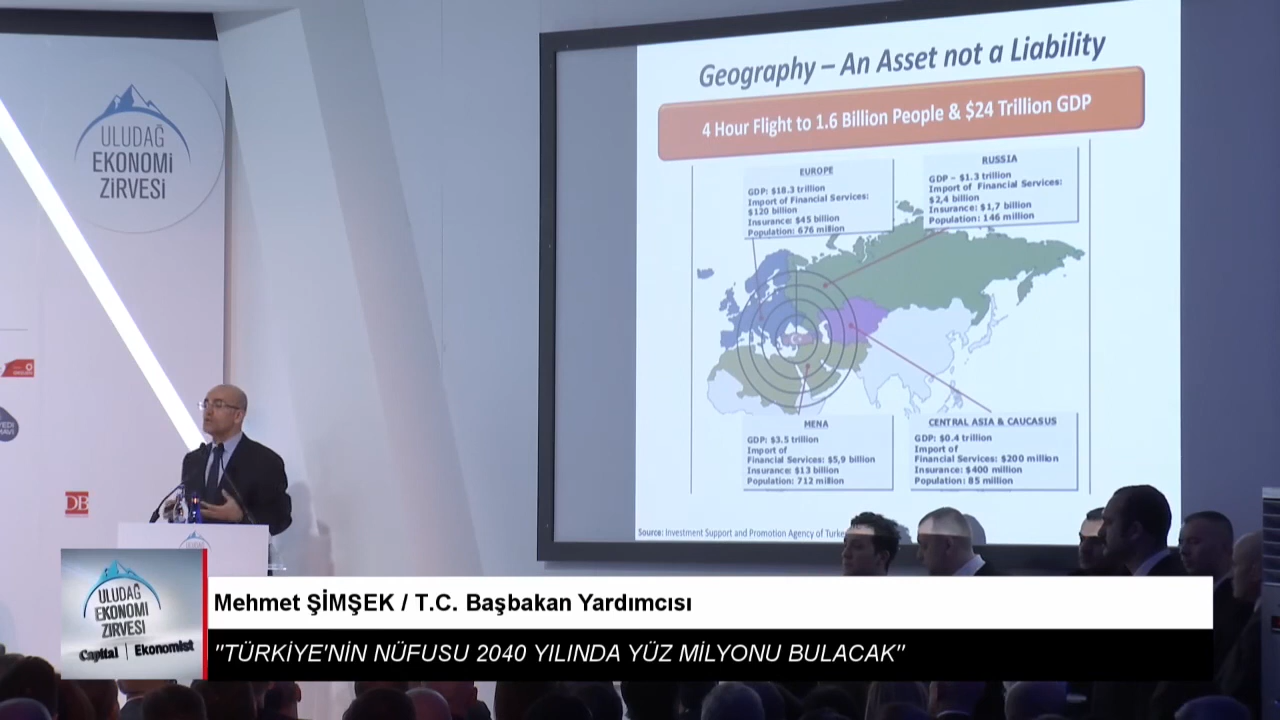 ULUDAĞ
EKONOMİ
ZİRVESİ
Geography – An Asset not a Liability
4 Hour Flight to 1.6 Billion People & $24 Trillion GDP
EUROPE
GDP: $18.3 trillion
Import of Financial Services:
$120 billion
Insurance: $45 billion
Population: 676 million
RUSSIA
GDP – $1.3 trillion
Import of Financial Services:
$2,4 billion
Insurance: $1,7 billion
Population: 146 million
MENA
GDP: $3.5 trillion
Import of
Financial Services: $5,9 billion
Insurance: $13 billion
Population: 712 million
CENTRAL ASIA & CAUCASUS
GDP: $0.4 trillion
Import of
Financial Services: $200 million
Insurance: $400 million
Population: 85 million
Source: Investment Support and Promotion Agency of
DB
ULUDAĞ
ULUDAĞ
EKONOMİ
ZİRVESİ
Capital | Ekonomist
Mehmet ŞİMŞEK / T.C. Başbakan Yardımcısı
"TÜRKİYE'NİN NÜFUSU 2040 YILINDA YÜZ MİLYONU BULACAK"